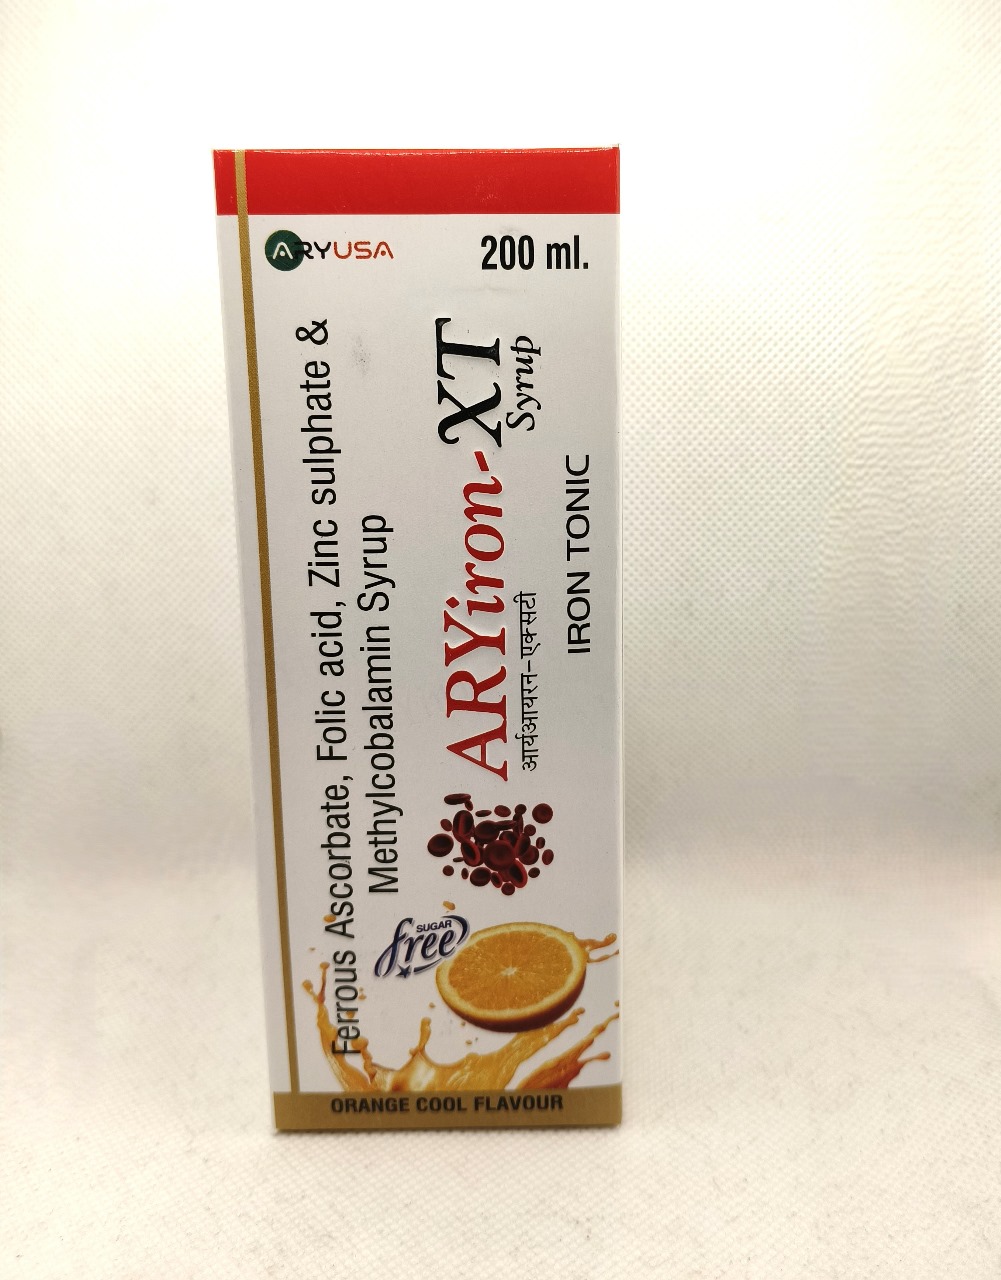 ARYUSA
200 ml.
Ferrous Ascorbate, Folic acid, Zinc sulphate &
Methylcobalamin Syrup
ARYiron-XT
Syrup
आर्यआयरन-एक्सटी
IRON TONIC
SUGAR
free
ORANGE COOL FLAVOUR